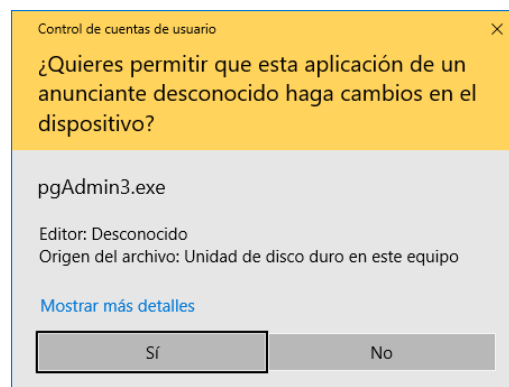 Control de cuentas de usuario
¿Quieres permitir que esta aplicación de un
anunciante desconocido haga cambios en el
dispositivo?
pgAdmin3.exe
Editor: Desconocido
Origen del archivo: Unidad de disco duro en este equipo
Mostrar más detalles
Sí
No